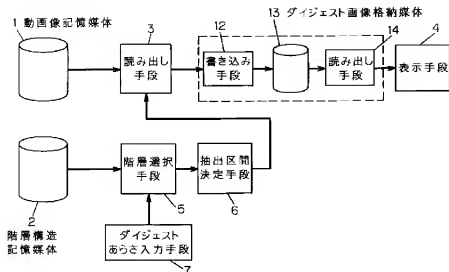 1 動画像記憶媒体
3
読み出し
手段
12
書き込み
手段
13 ダイジェスト画像格納媒体
14
読み出し
手段
4
表示手段
2
階層構造
記憶媒体
階層選択
手段
5
抽出区間
決定手段
6
ダイジェスト
あらさ入力手段
7